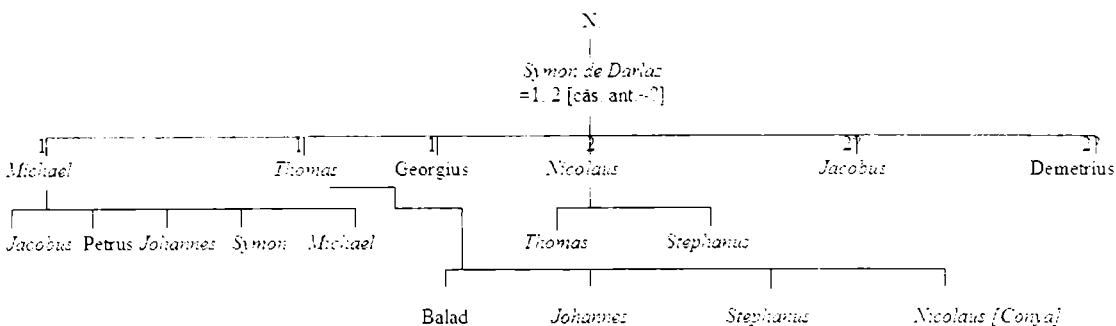 N.
Symon de Darlaz
=1, 2 [căs. ant.--?]
1 1 1 2 2? 2?
Michael Thomas Georgius Nicolaus Jacobus Demetrius
Jacobus Petrus Johannes Symon Michael Thomas Stephanus
Balad Johannes Stephanus Nicolaus [Conya]